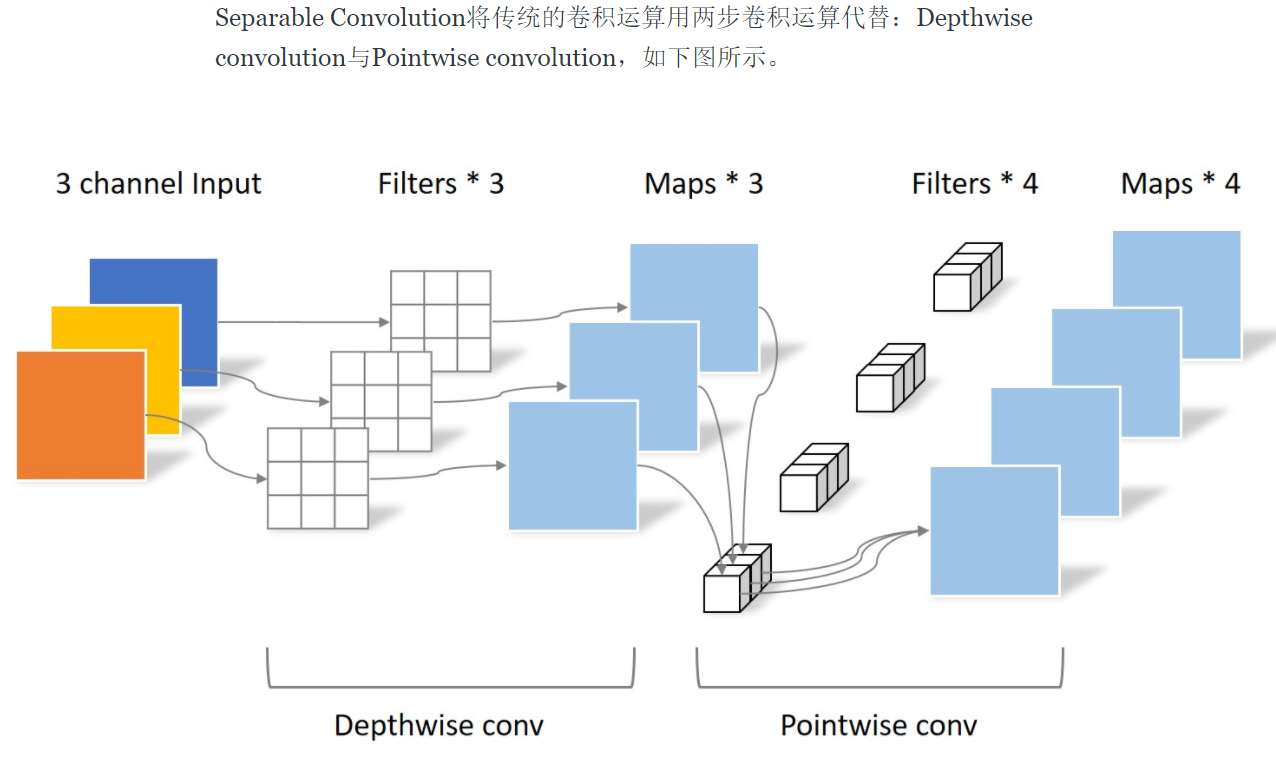 Separable Convolution将传统的卷积运算用两步卷积运算代替：Depthwise
convolution与Pointwise convolution，如下图所示。
3 channel Input Filters * 3 Maps * 3 Filters * 4 Maps * 4
Depthwise conv Pointwise conv